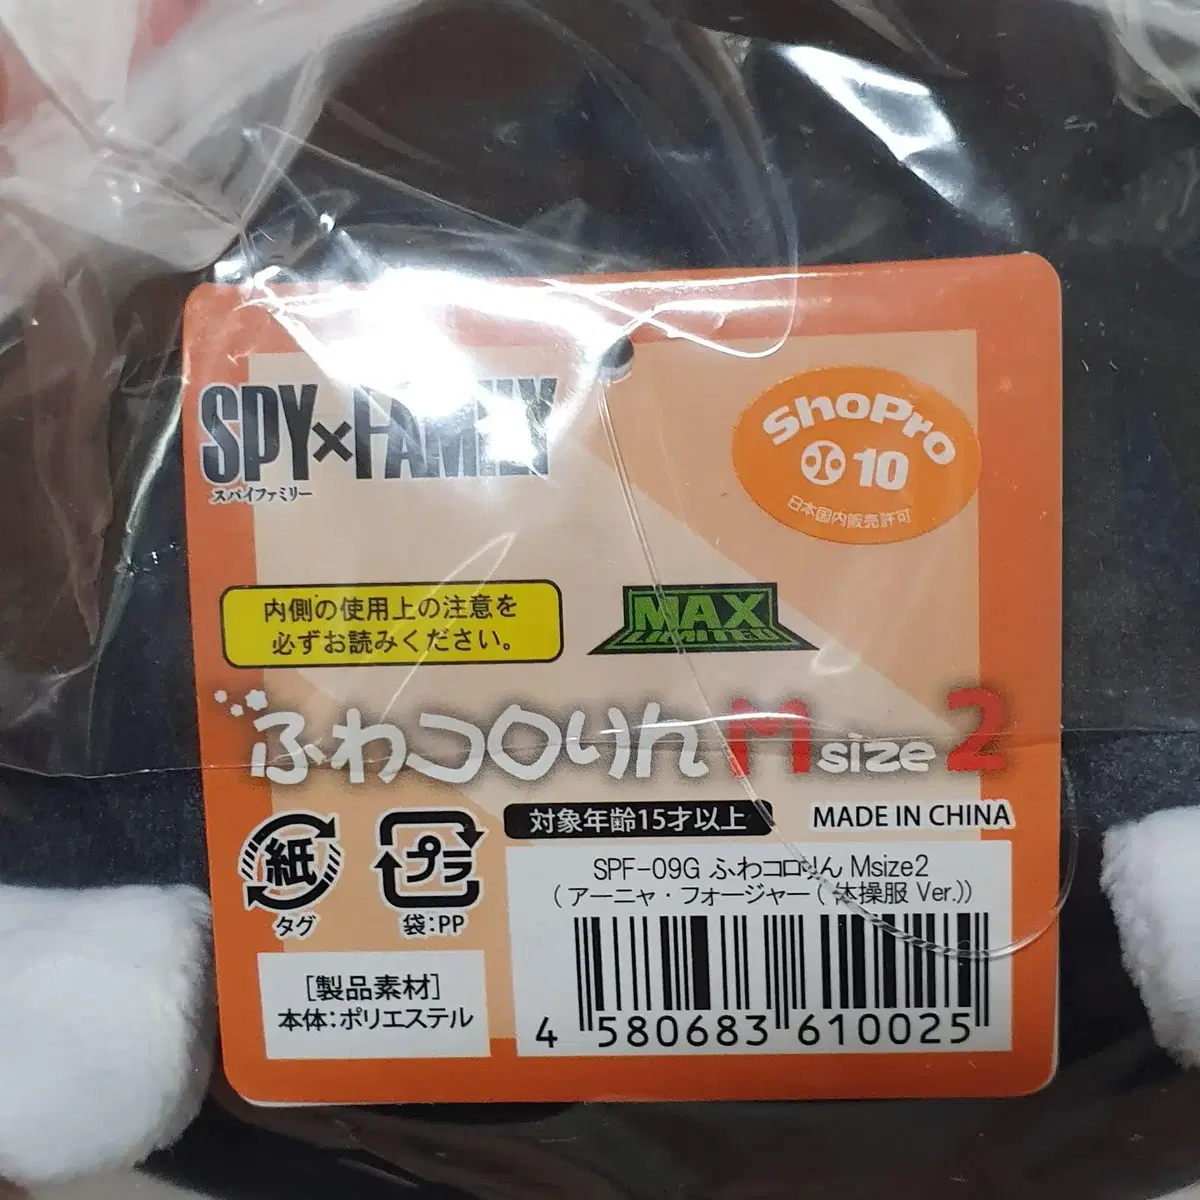 SPY×FAMILY
スパイファミリー
ShoPro
10
日本国内販売許可
内側の使用上の注意を
必ずお読みください。
MAX
LIMITED
ふわコロりん Msize 2
紙
タグ
プラ
袋:PP
対象年齢15才以上
MADE IN CHINA
SPF-09G ふわコロりん Msize2
(アーニャ・フォージャー(体操服 Ver.))
4 580683 610025
[製品素材]
本体:ポリエステル